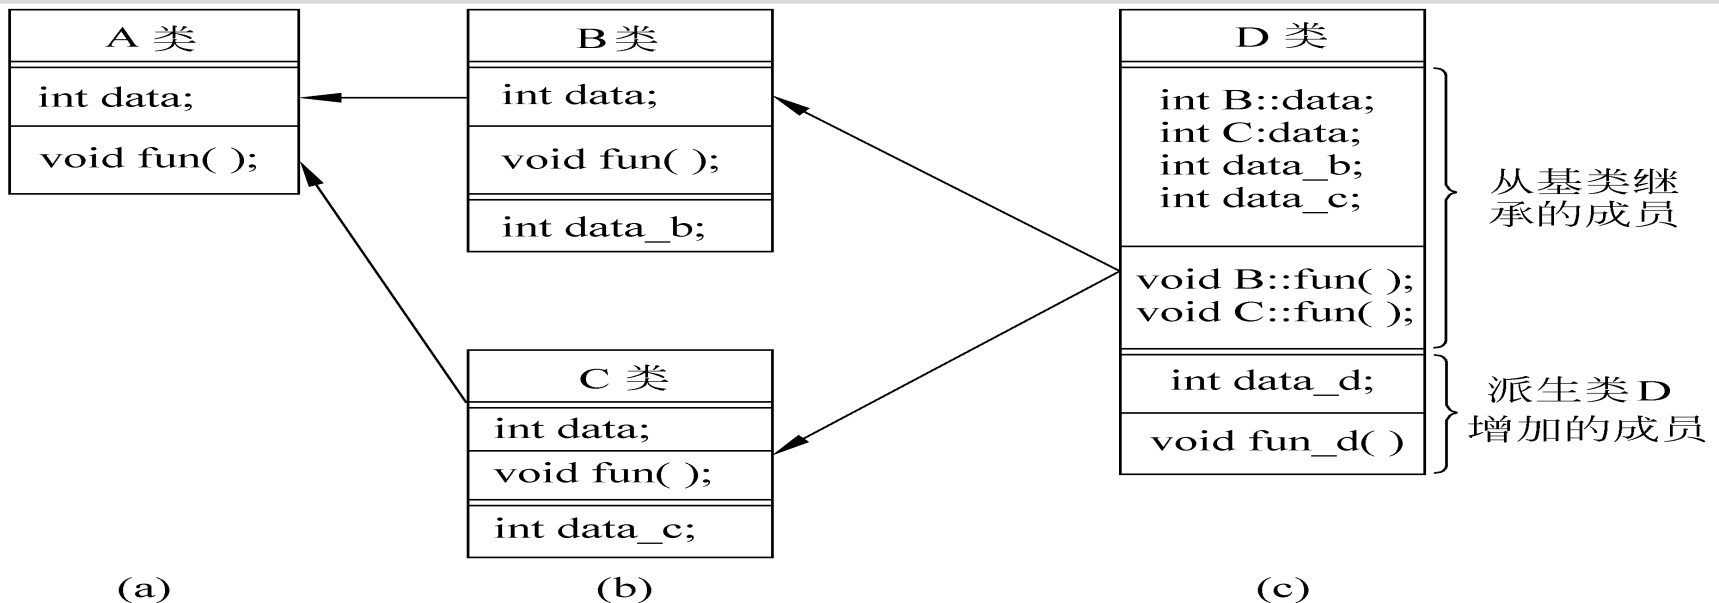 A 类
int data;
void fun( );
B 类
int data;
void fun( );
int data_b;
C 类
int data;
void fun( );
int data_c;
D 类
int B::data;
int C:data;
int data_b;
int data_c;
void B::fun( );
void C::fun( );
int data_d;
void fun_d( )
从基类继
承的成员
派生类D
增加的成员
(a)
(b)
(c)